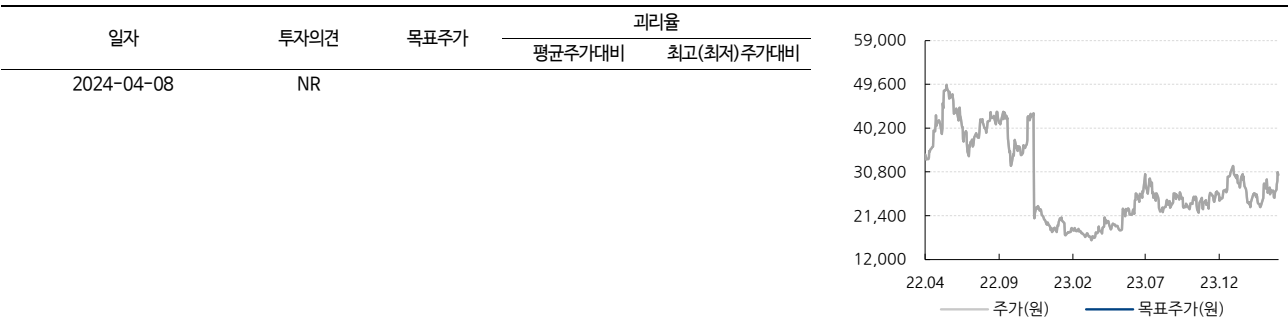 일자 투자의견 목표주가 괴리율
평균주가대비 최고(최저)주가대비
2024-04-08 NR
59,000
49,600
40,200
30,800
21,400
12,000
22.04 22.09 23.02 23.07 23.12
주가(원) 목표주가(원)